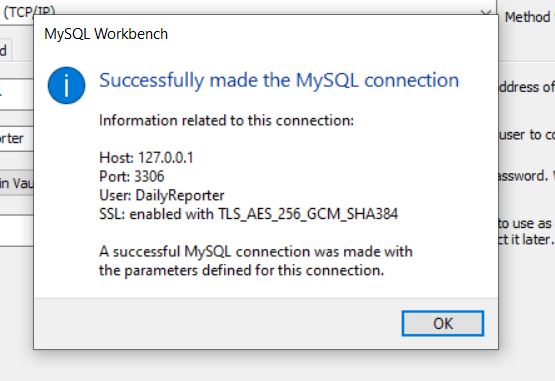 (TCP/IP)
Method
MySQL Workbench
Successfully made the MySQL connection
Information related to this connection:
Host: 127.0.0.1
Port: 3306
User: DailyReporter
SSL: enabled with TLS_AES_256_GCM_SHA384
A successful MySQL connection was made with
the parameters defined for this connection.
OK
ddress of
rter
user to co
in Vau
assword.
to use as
ct it later.